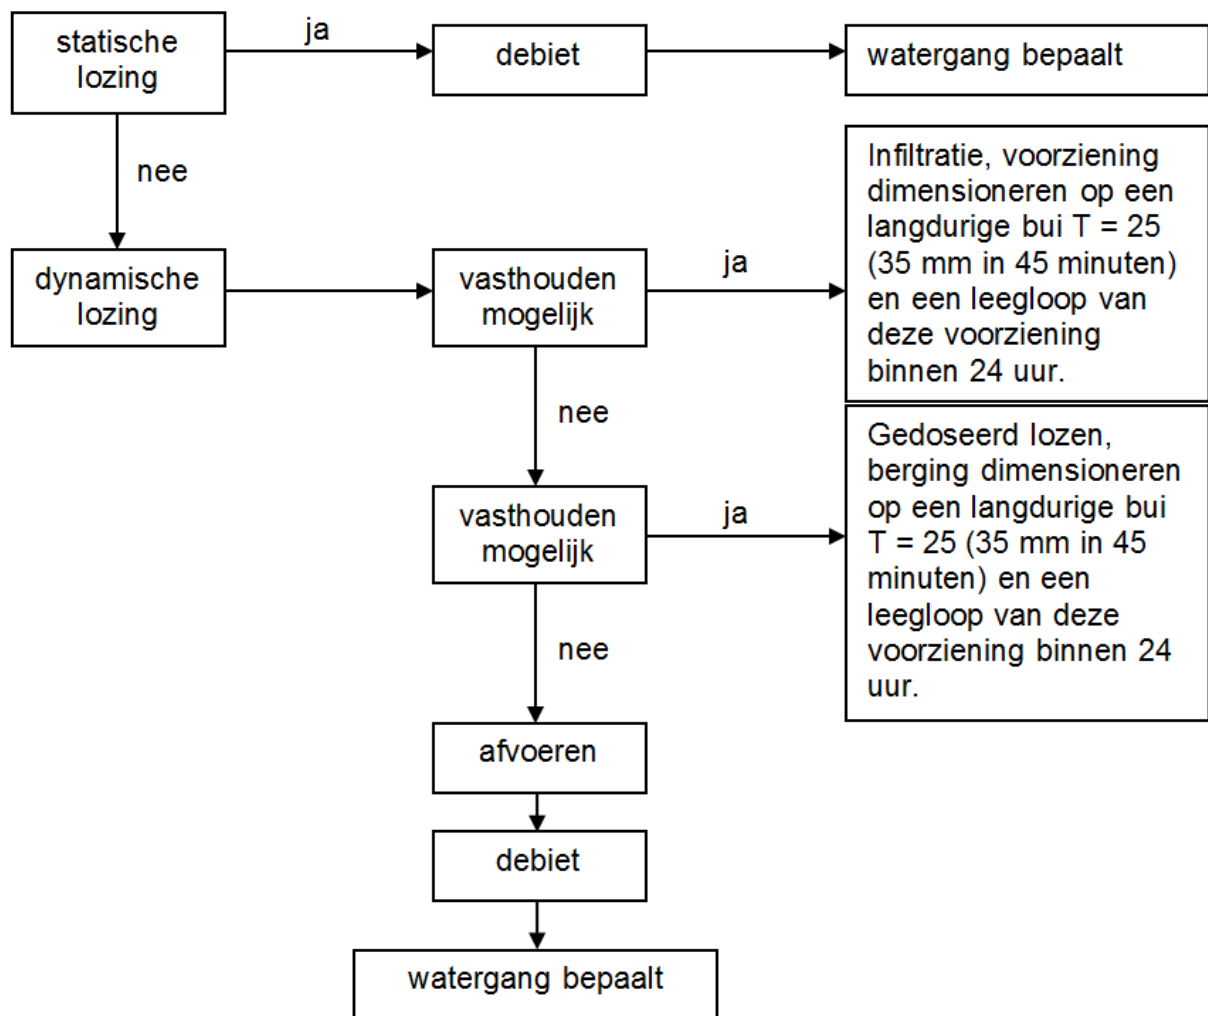 statische
lozing
ja
debiet
watergang bepaalt
nee
Infiltratie, voorziening
dimensioneren op een
langdurige bui T = 25
(35 mm in 45 minuten)
en een leegloop van
deze voorziening
binnen 24 uur.
dynamische
lozing
vasthouden
mogelijk
ja
nee
Gedoseerd lozen,
berging dimensioneren
op een langdurige bui
T = 25 (35 mm in 45
minuten) en een
leegloop van deze
voorziening binnen 24
uur.
vasthouden
mogelijk
ja
nee
afvoeren
debiet
watergang bepaalt